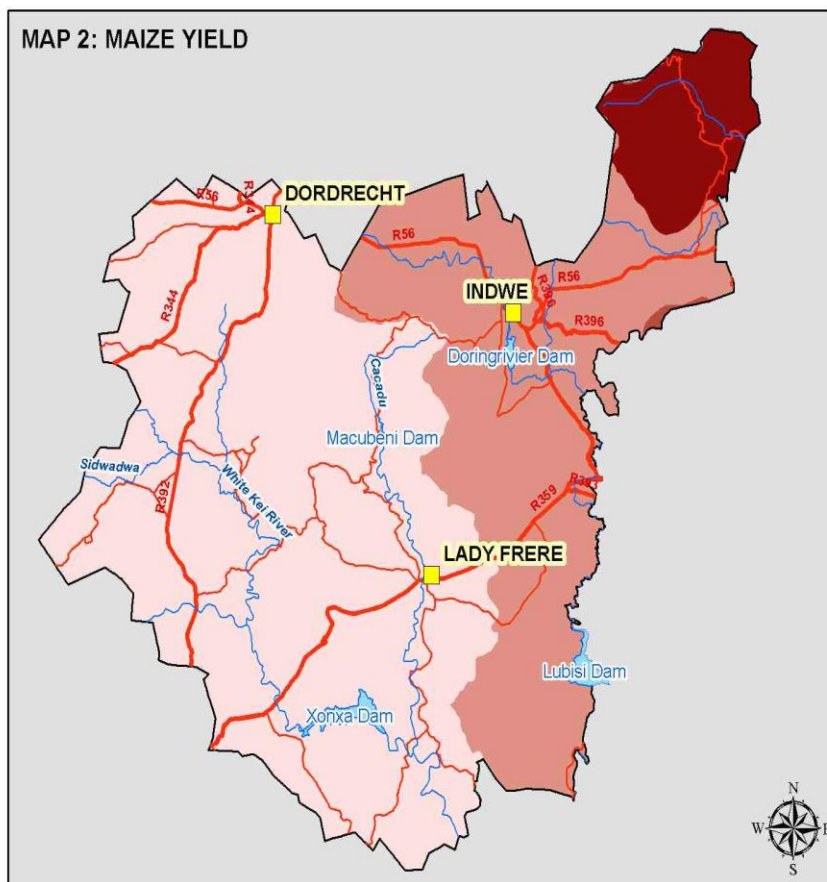 MAP 2: MAIZE YIELD
R56
DORDRECHT
R344
R56
R56
INDWE
R396
R396
Doringrivier Dam
Cacadu
Macubeni Dam
Sidwadwa
R392
White Kei River
R359
LADY FRERE
Lubisi Dam
Xonxa Dam
N
W
E
S